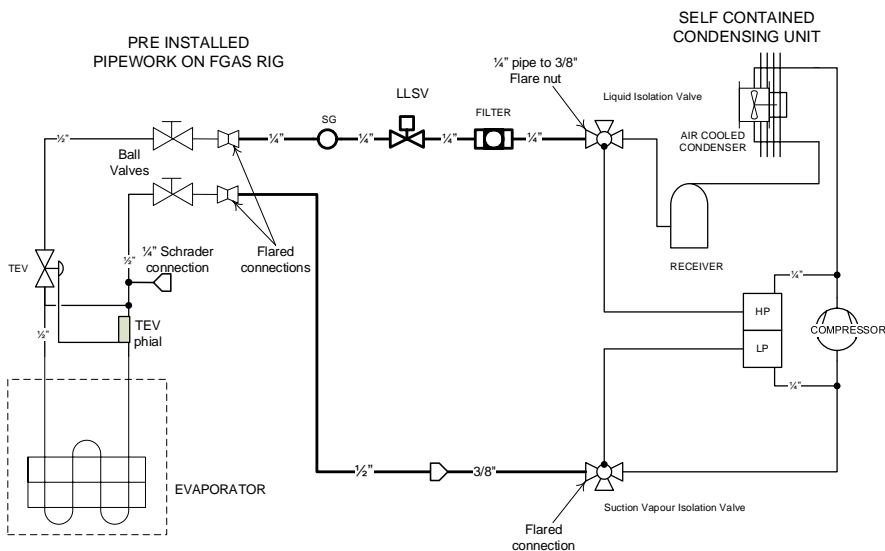 SELF CONTAINED
CONDENSING UNIT
PRE INSTALLED
PIPEWORK ON FGAS RIG
¼" pipe to 3/8"
Flare nut
Liquid Isolation Valve
LLSV
SG
FILTER
½"
¼"
¼"
¼"
¼"
Ball
Valves
AIR COOLED
CONDENSER
Flared
connections
¼" Schrader
connection
½"
TEV
RECEIVER
¼"
HP
LP
COMPRESSOR
½"
TEV
phial
¼"
EVAPORATOR
½"
3/8"
Flared
connection
Suction Vapour Isolation Valve